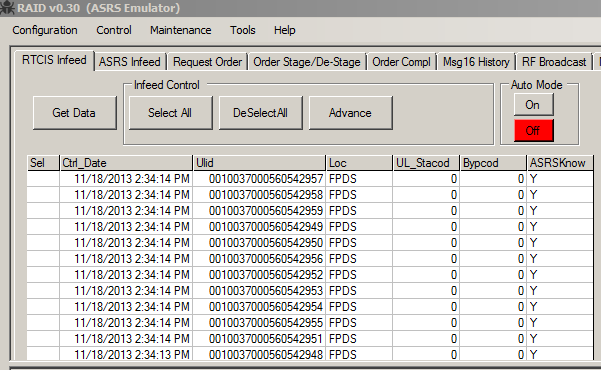 RAID v0.30 (ASRS Emulator)
Configuration Control Maintenance Tools Help
RTCIS Infeed ASRS Infeed Request Order Order Stage/De-Stage Order Compl Msg16 History RF Broadcast
Infeed Control
Auto Mode
Get Data Select All DeSelectAll Advance
On
Off
Sel Ctrl_Date Ulid Loc UL_Stacod Bypcod ASRSKnow
11/18/2013 2:34:14 PM 0010037000560542957 FPDS 0 0 Y
11/18/2013 2:34:14 PM 0010037000560542958 FPDS 0 0 Y
11/18/2013 2:34:14 PM 0010037000560542959 FPDS 0 0 Y
11/18/2013 2:34:14 PM 0010037000560542949 FPDS 0 0 Y
11/18/2013 2:34:14 PM 0010037000560542950 FPDS 0 0 Y
11/18/2013 2:34:14 PM 0010037000560542956 FPDS 0 0 Y
11/18/2013 2:34:14 PM 0010037000560542952 FPDS 0 0 Y
11/18/2013 2:34:14 PM 0010037000560542953 FPDS 0 0 Y
11/18/2013 2:34:14 PM 0010037000560542954 FPDS 0 0 Y
11/18/2013 2:34:14 PM 0010037000560542955 FPDS 0 0 Y
11/18/2013 2:34:14 PM 0010037000560542951 FPDS 0 0 Y
11/18/2013 2:34:13 PM 0010037000560542948 FPDS 0 0 Y